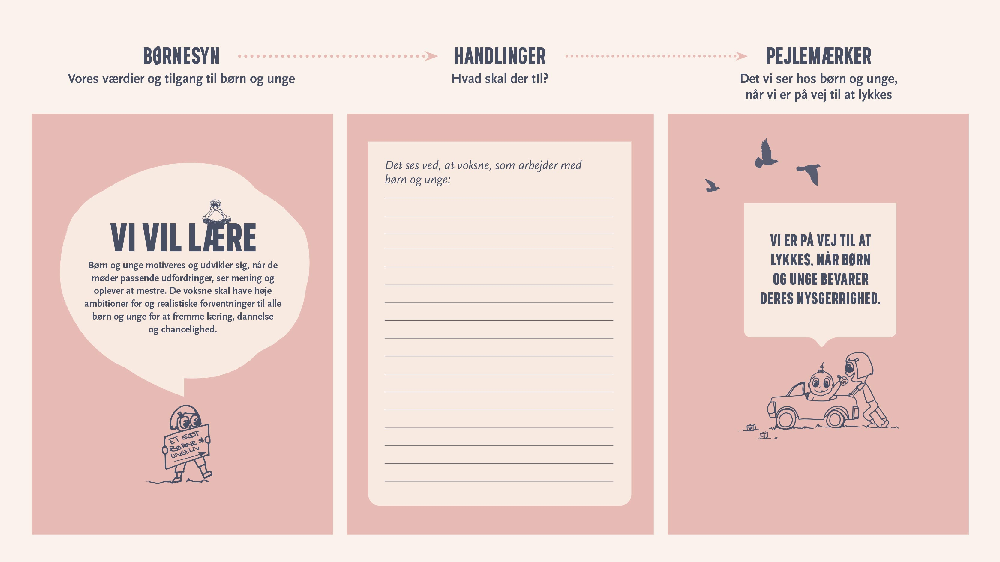 BØRNESYN
Vores værdier og tilgang til børn og unge
HANDLINGER
Hvad skal der tIl?
PEJLEMÆRKER
Det vi ser hos børn og unge,
når vi er på vej til at lykkes
VI VIL LÆRE
Børn og unge motiveres og udvikler sig, når de
møder passende udfordringer, ser mening og
oplever at mestre. De voksne skal have høje
ambitioner for og realistiske forventninger til alle
børn og unge for at fremme læring, dannelse
og chancelighed.
ET GODT
BØRNE &
UNGELIV
Det ses ved, at voksne, som arbejder med
børn og unge:
VI ER PÅ VEJ TIL AT
LYKKES, NÅR BØRN
OG UNGE BEVARER
DERES NYSGERRIGHED.
4